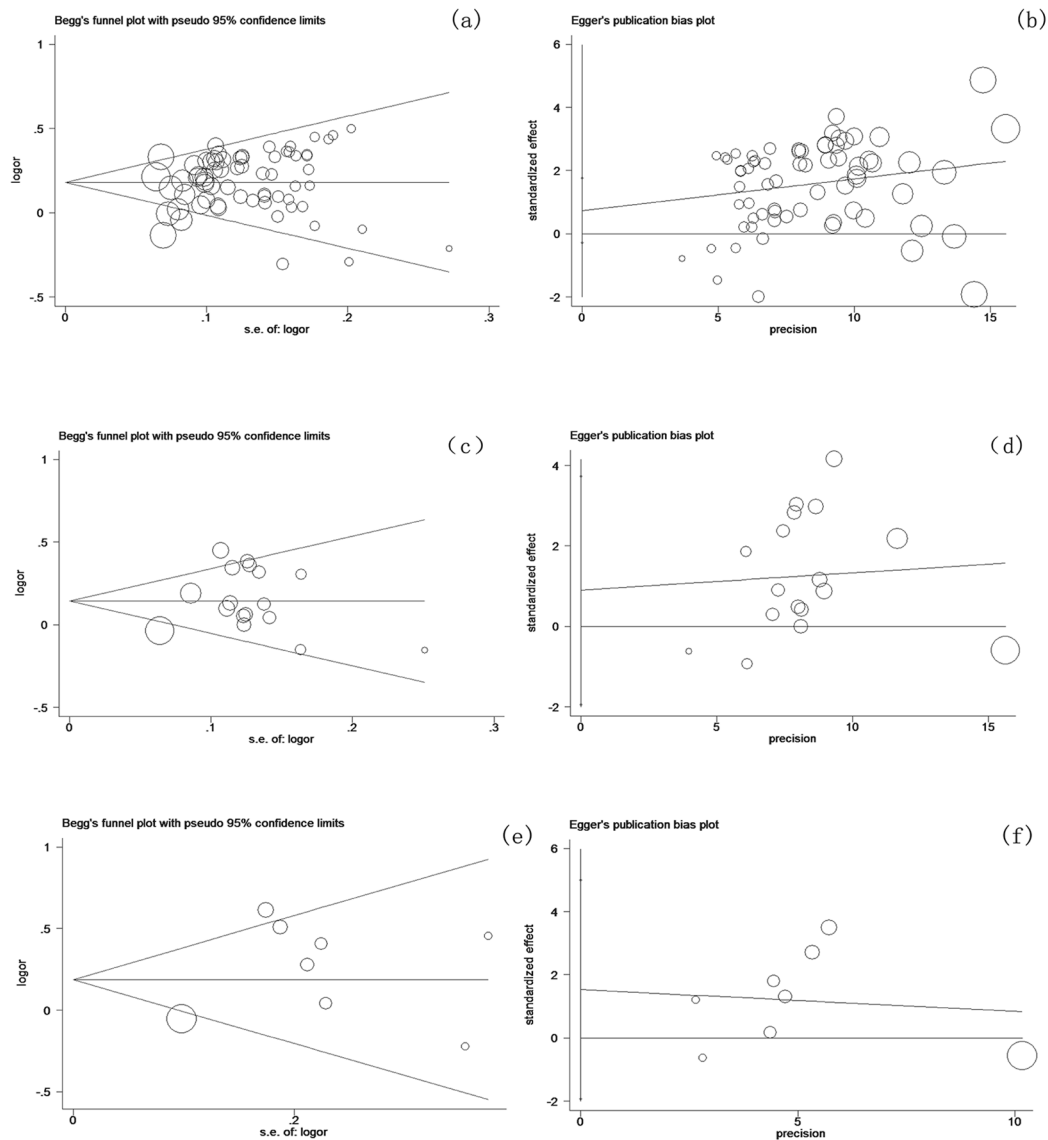 Begg's funnel plot with pseudo 95% confidence limits
(a)
1
.5
0
-.5
logor
0
.1
.2
.3
s.e. of: logor
Egger's publication bias plot
(b)
6
4
2
0
-2
standardized effect
0
5
10
15
precision
Begg's funnel plot with pseudo 95% confidence limits
(c)
1
.5
0
-.5
logor
0
.1
.2
.3
s.e. of: logor
Egger's publication bias plot
(d)
4
2
0
-2
standardized effect
0
5
10
15
precision
Begg's funnel plot with pseudo 95% confidence limits
(e)
1
.5
0
-.5
logor
0
.2
s.e. of: logor
Egger's publication bias plot
(f)
6
4
2
0
-2
standardized effect
0
5
10
precision